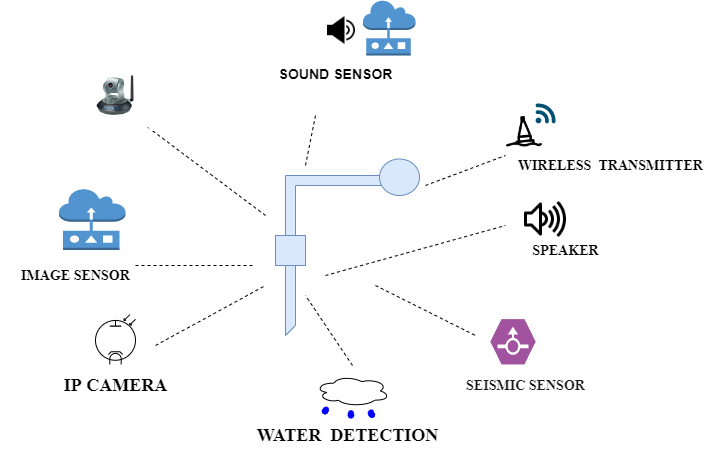 SOUND SENSOR
WIRELESS TRANSMITTER
SPEAKER
IMAGE SENSOR
IP CAMERA
SEISMIC SENSOR
WATER DETECTION